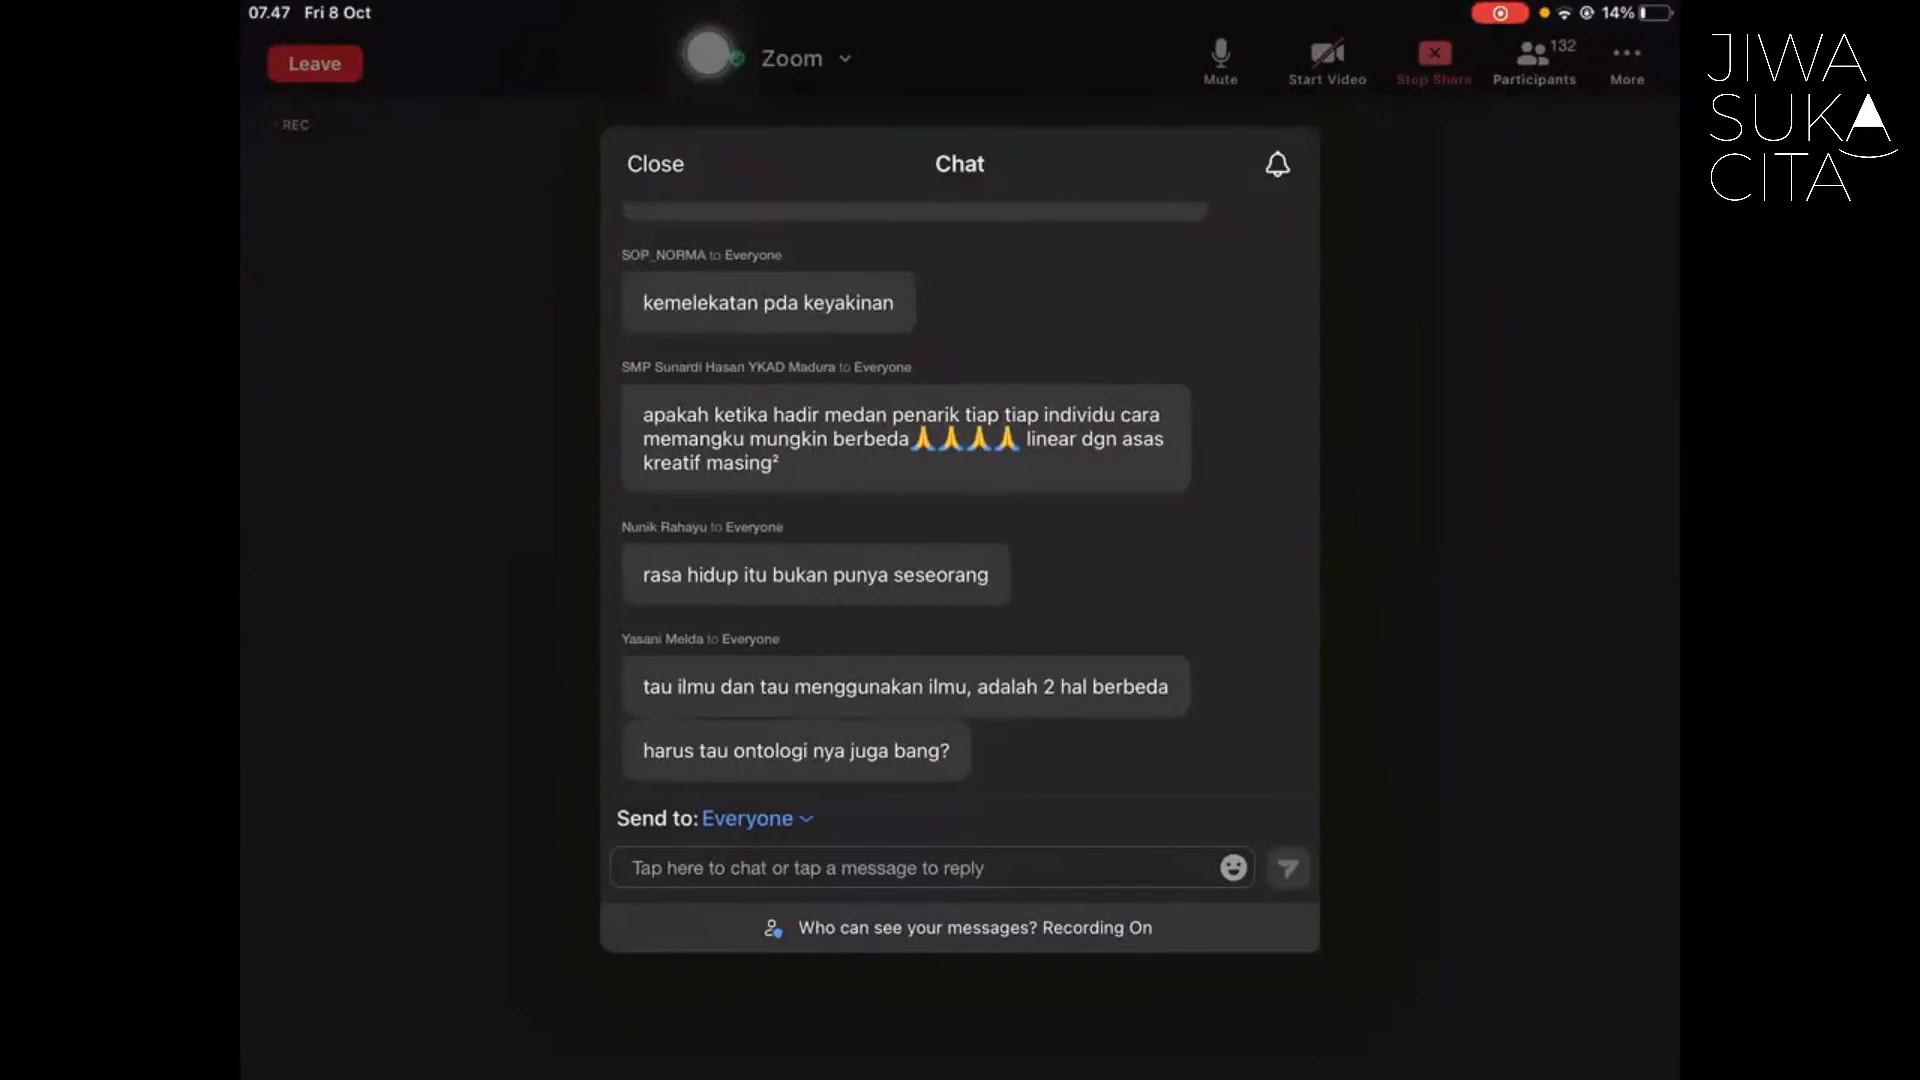 07.47 Fri 8 Oct
14%
Leave
Zoom
Mute
Start Video
Stop Share
Participants
132
More
JIWA
SUKA
CITA
REC
Close
Chat
SOP_NORMA to Everyone
kemelekatan pda keyakinan
SMP Sunardi Hasan YKAD Madura to Everyone
apakah ketika hadir medan penarik tiap tiap individu cara
memangku mungkin berbeda🙏🙏🙏🙏 linear dgn asas
kreatif masing²
Nunik Rahayu to Everyone
rasa hidup itu bukan punya seseorang
Yasani Melda to Everyone
tau ilmu dan tau menggunakan ilmu, adalah 2 hal berbeda
harus tau ontologi nya juga bang?
Send to: Everyone
Tap here to chat or tap a message to reply
Who can see your messages? Recording On